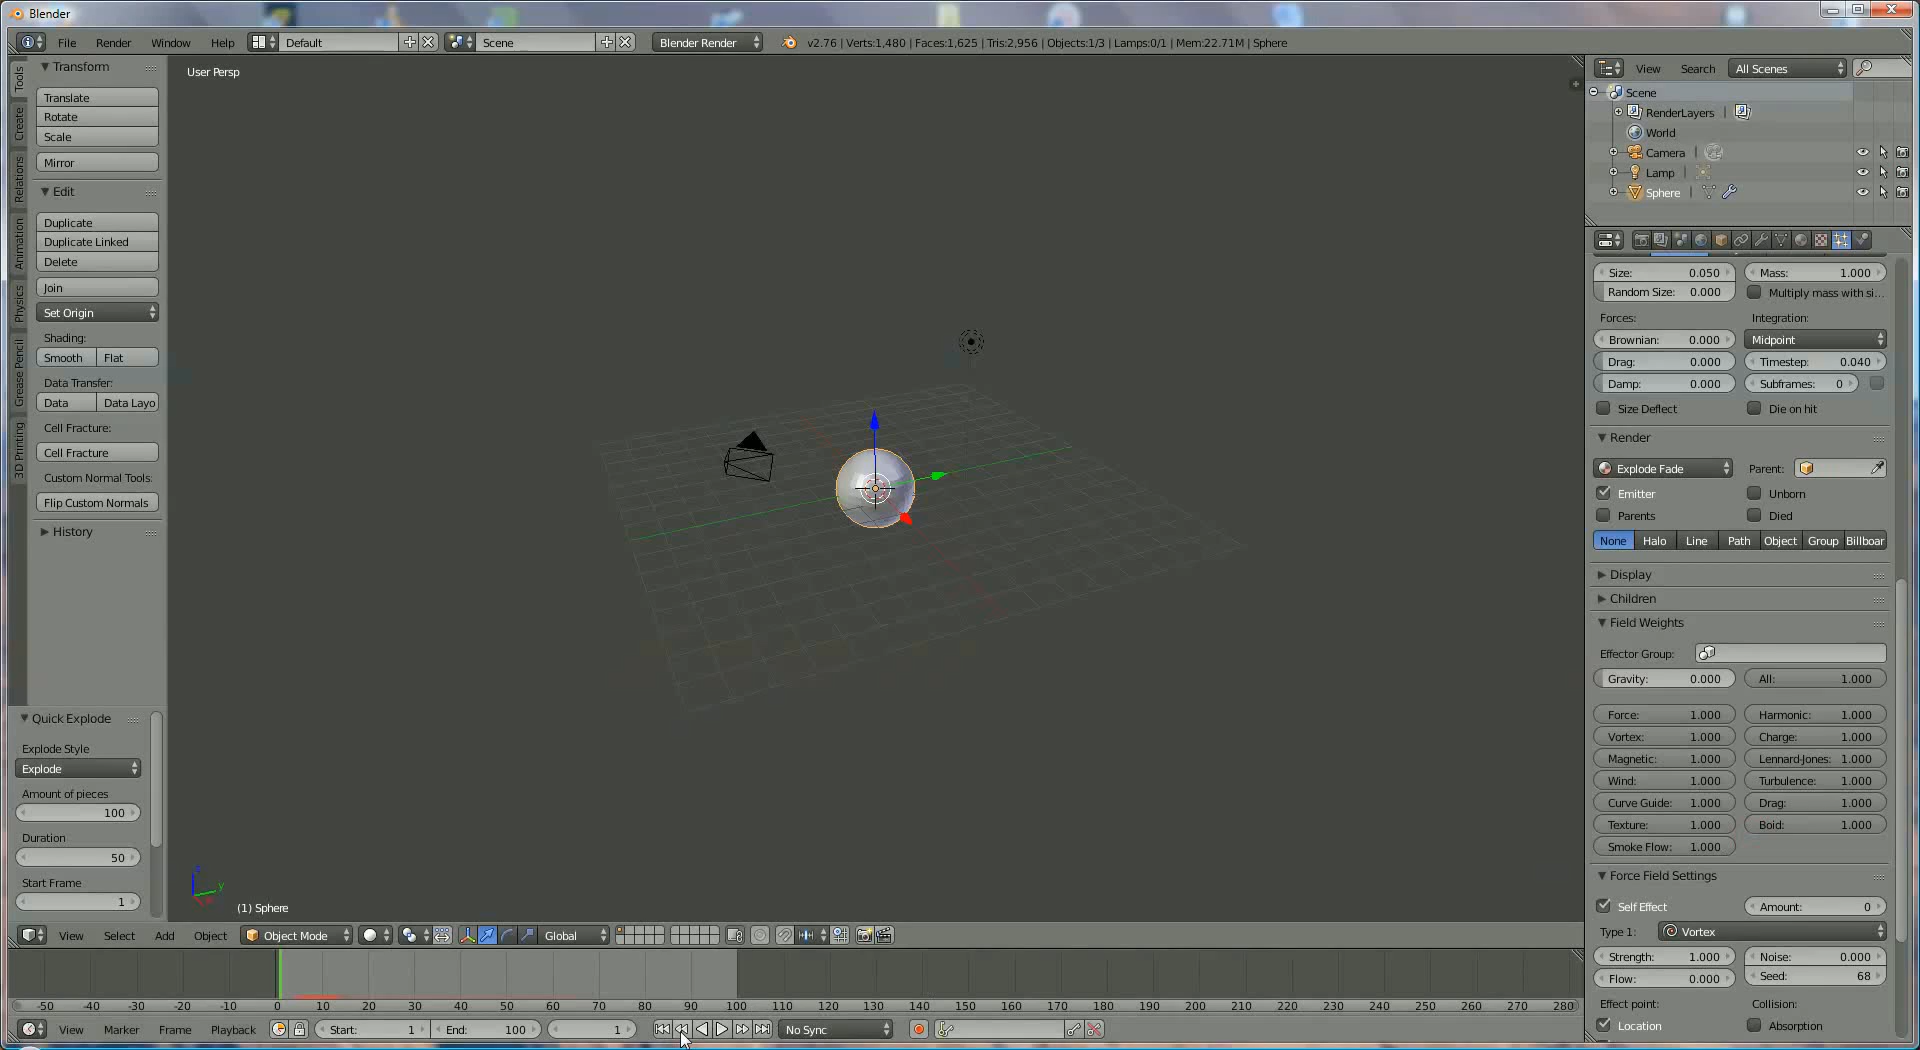 Blender
File Render Window Help Default Scene Blender Render v2.76 | Verts:1,480 | Faces:1,625 | Tris:2,956 | Objects:1/3 | Lamps:0/1 | Mem:22.71M | Sphere
Tools
Create
Relations
Animation
Physics
Grease Pencil
3D Printing
Transform
Translate
Rotate
Scale
Mirror
Edit
Duplicate
Duplicate Linked
Delete
Join
Set Origin
Shading:
Smooth Flat
Data Transfer:
Data Data Layo
Cell Fracture:
Cell Fracture
Custom Normal Tools:
Flip Custom Normals
History
Quick Explode
Explode Style
Explode
Amount of pieces
100
Duration
50
Start Frame
1
User Persp
z
y
(1) Sphere
View Select Add Object Object Mode Global
-50 -40 -30 -20 -10 0 10 20 30 40 50 60 70 80 90 100 110 120 130 140 150 160 170 180 190 200 210 220 230 240 250 260 270 280
View Marker Frame Playback Start: 1 End: 100 1 No Sync
View Search All Scenes
Scene
RenderLayers |
World
Camera |
Lamp |
Sphere |
Size: 0.050 Mass: 1.000
Random Size: 0.000 Multiply mass with si...
Forces: Integration:
Brownian: 0.000 Midpoint
Drag: 0.000 Timestep: 0.040
Damp: 0.000 Subframes: 0
Size Deflect Die on hit
Render
Explode Fade Parent:
Emitter Unborn
Parents Died
None Halo Line Path Object Group Billboar
Display
Children
Field Weights
Effector Group:
Gravity: 0.000 All: 1.000
Force: 1.000 Harmonic: 1.000
Vortex: 1.000 Charge: 1.000
Magnetic: 1.000 Lennard-Jones: 1.000
Wind: 1.000 Turbulence: 1.000
Curve Guide: 1.000 Drag: 1.000
Texture: 1.000 Boid: 1.000
Smoke Flow: 1.000
Force Field Settings
Self Effect Amount: 0
Type 1: Vortex
Strength: 1.000 Noise: 0.000
Flow: 0.000 Seed: 68
Effect point: Collision:
Location Absorption